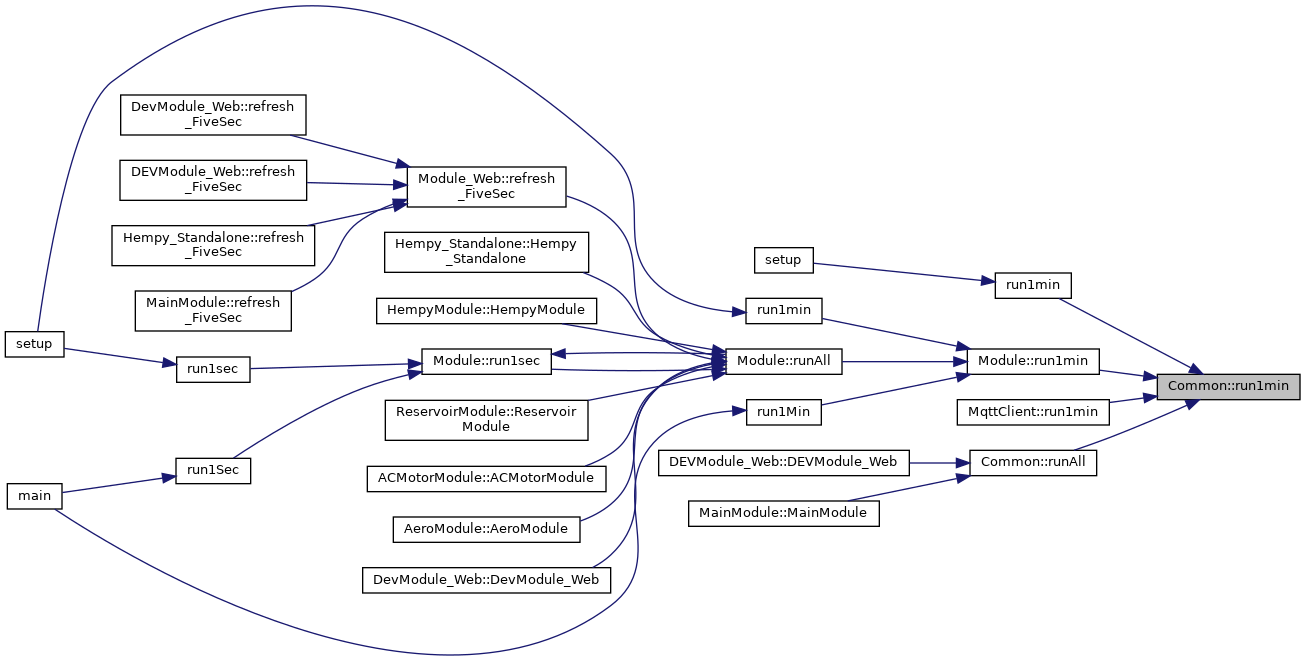 DevModule_Web::refresh
_FiveSec
DEVModule_Web::refresh
_FiveSec
Module_Web::refresh
_FiveSec
Hempy_Standalone::refresh
_FiveSec
Hempy_Standalone::Hempy
_Standalone
setup
run1min
MainModule::refresh
_FiveSec
HempyModule::HempyModule
run1min
setup
run1sec
Module::run1sec
Module::runAll
Module::run1min
Common::run1min
ReservoirModule::Reservoir
Module
run1Min
MqttClient::run1min
run1Sec
ACMotorModule::ACMotorModule
DEVModule_Web::DEVModule_Web
Common::runAll
main
AeroModule::AeroModule
MainModule::MainModule
DevModule_Web::DevModule_Web